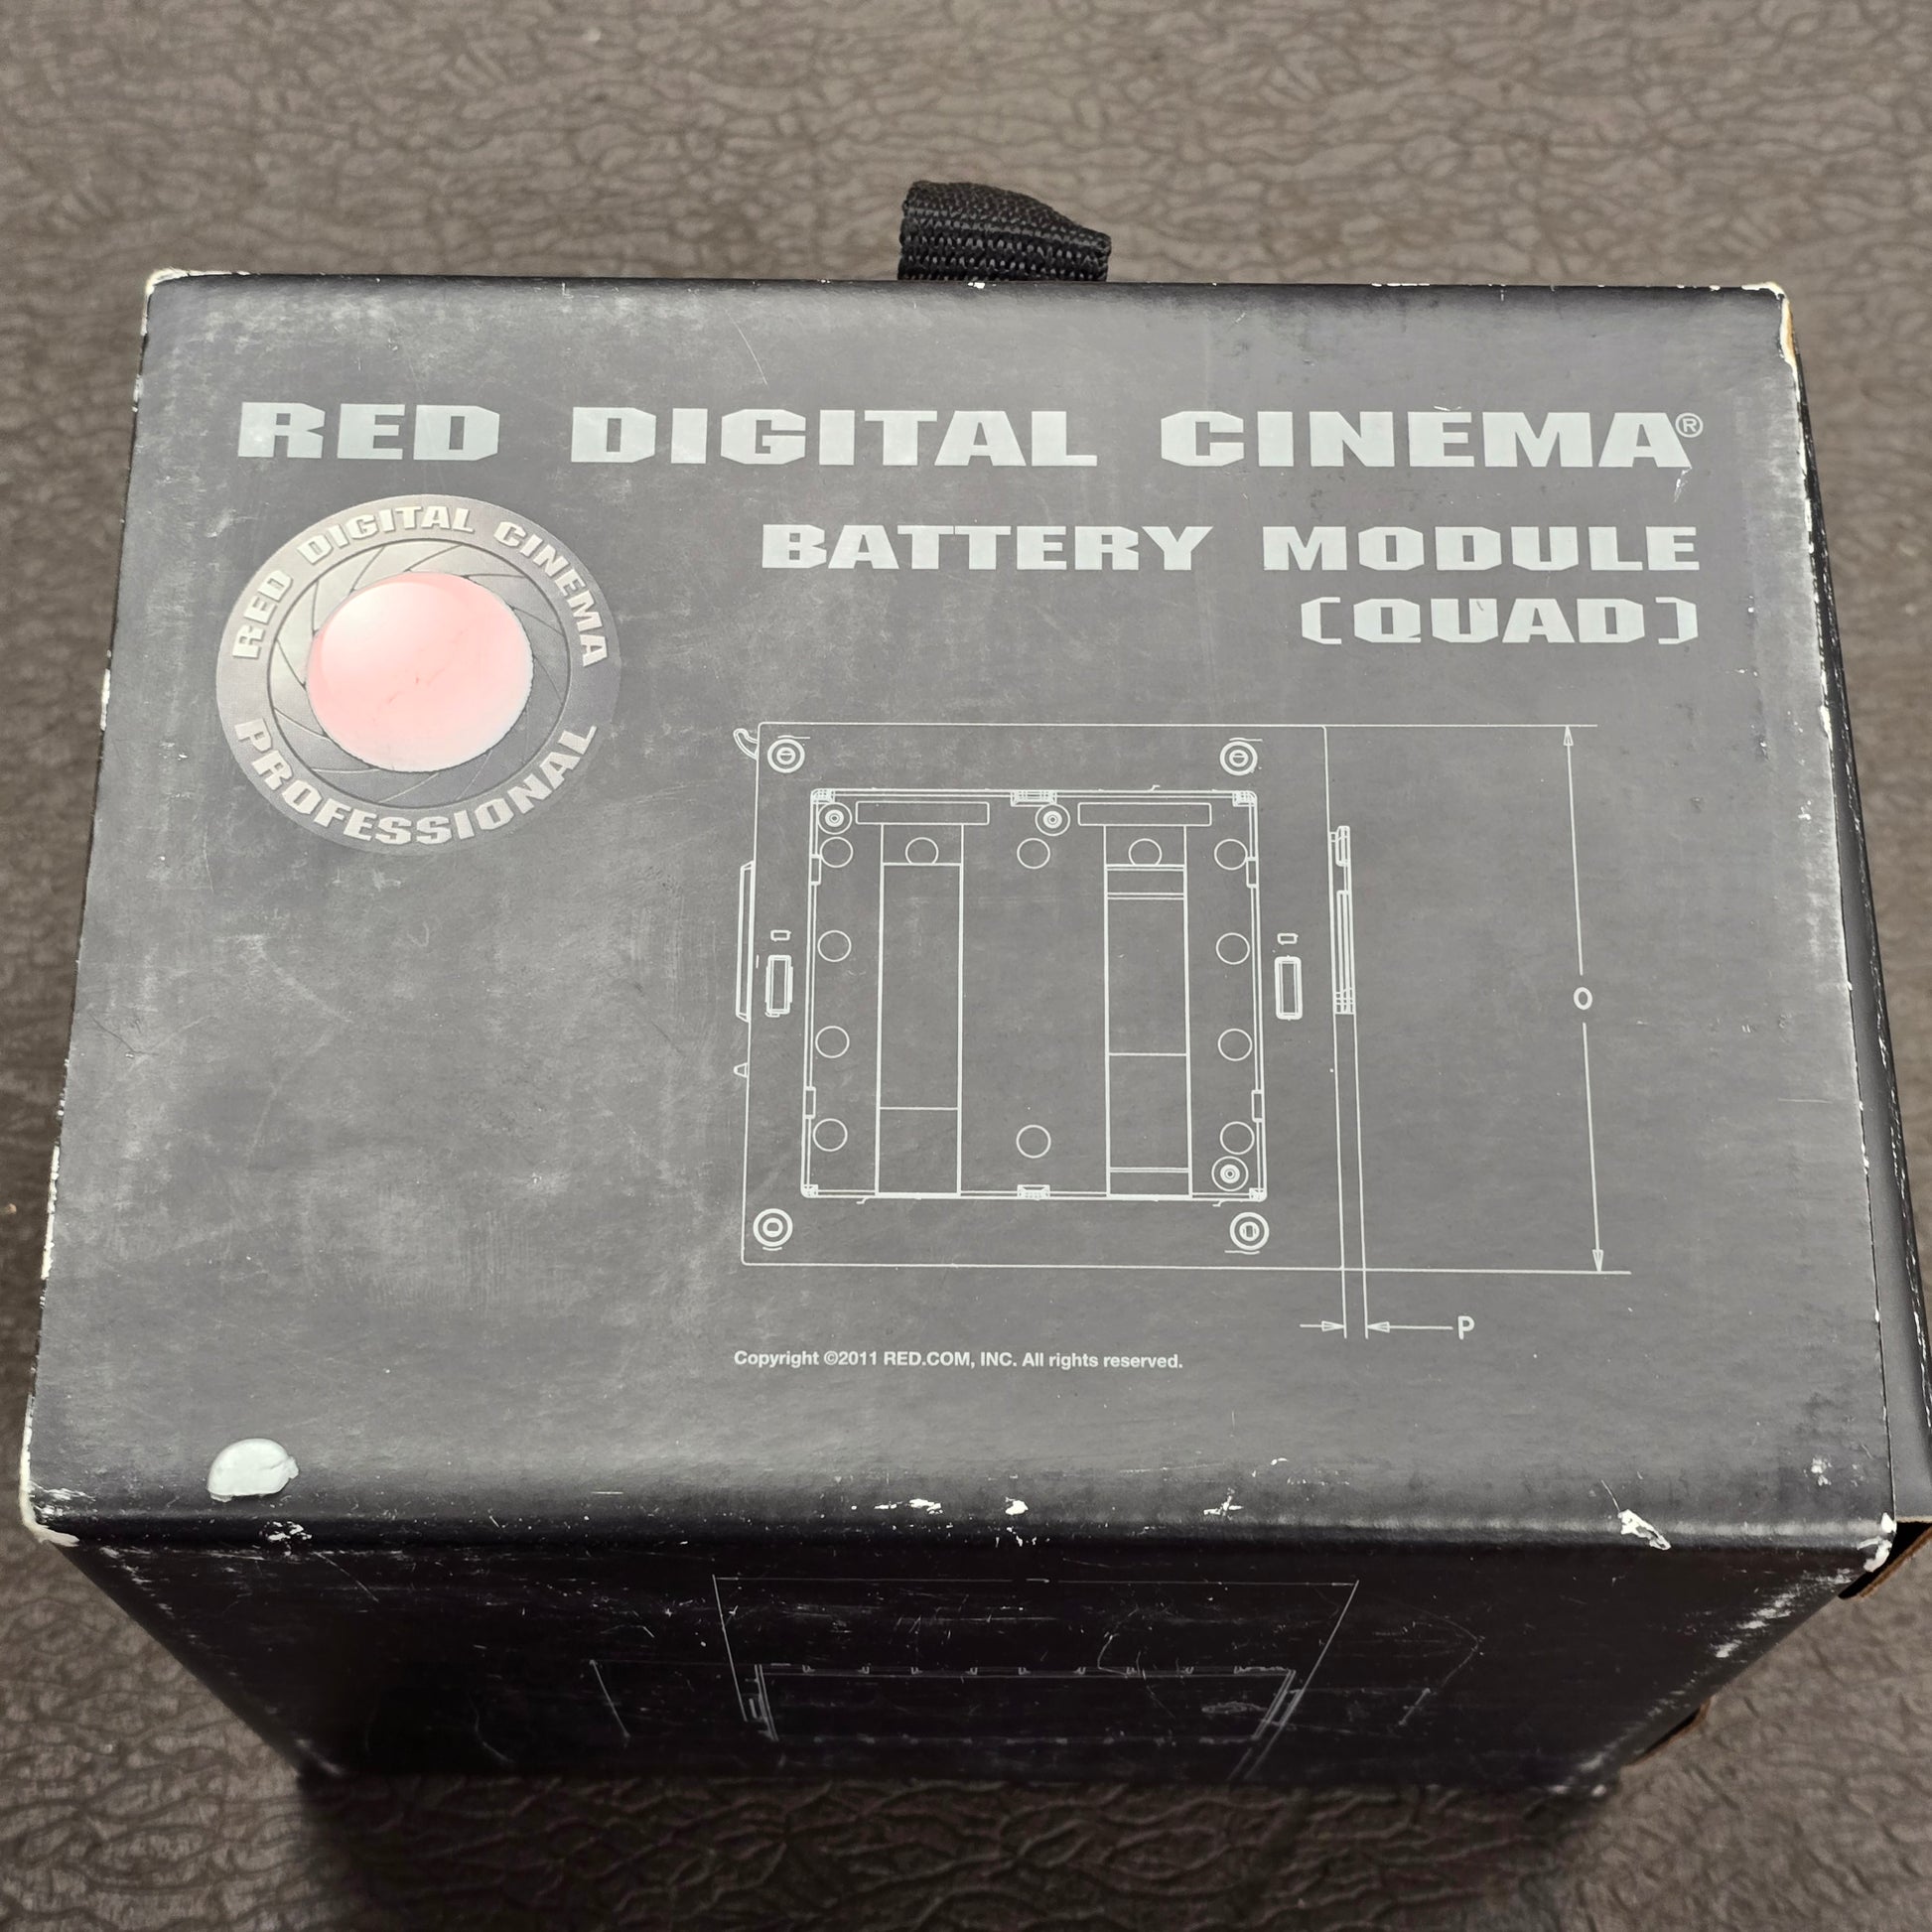 RED DIGITAL CINEMA®
BATTERY MODULE
[QUAD]
RED DIGITAL CINEMA
PROFESSIONAL
O
P
Copyright ©2011 RED.COM, INC. All rights reserved.